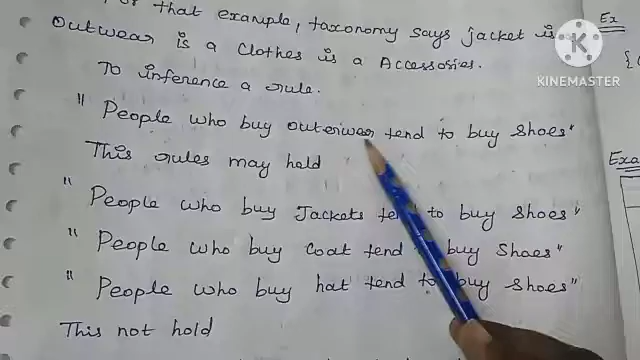 of that example, taxonomy says jacket is
Outwear is a Clothes is a Accessories.
To inference a rule.
"People who buy outerwear tend to buy Shoes"
This rules may hold
"People who buy Jackets tend to buy Shoes"
"People who buy Coat tend to buy Shoes"
"People who buy hat tend to buy Shoes"
This not hold
Ex
{
Exa
K
KINEMASTER